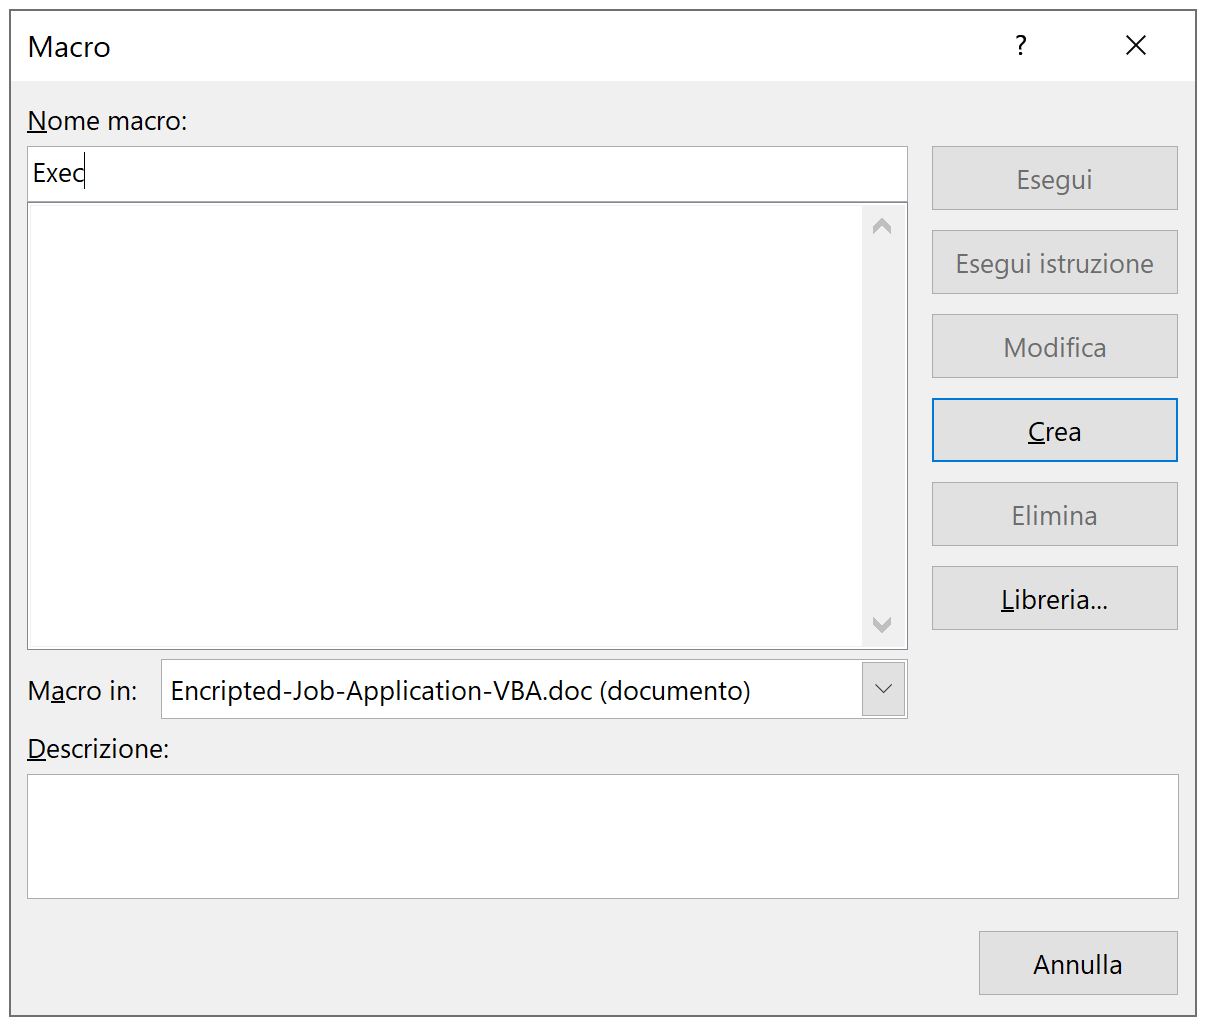 Macro
?
Nome macro:
Exec
Esegui
Esegui istruzione
Modifica
Crea
Elimina
Libreria...
Macro in:
Encripted-Job-Application-VBA.doc (documento)
Descrizione:
Annulla